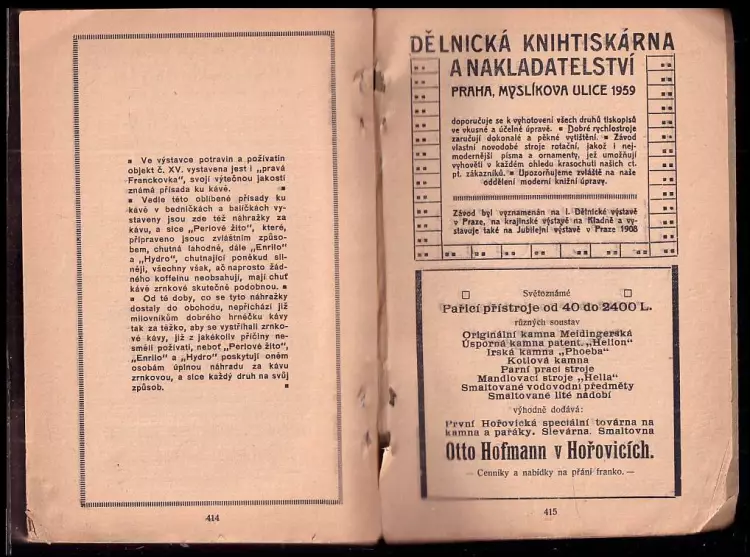 ▪ Ve výstavce potravin a poživatin
objekt č. XV. vystavena jest i „pravá
Franckovka“, svojí výtečnou jakostí
známá přísada ku kávě. ▪
▪ Vedle této oblíbené přísady ku
kávě v bedničkách a balíčkách vy-
staveny jsou zde též náhražky za
kávu, a sice „Perlové žito“, které,
připraveno jsouc zvláštním způso-
bem, chutná lahodně, dále „Enrilo“
a „Hydro“, chutnající poněkud sil-
něji, všechny však, ač naprosto žád-
ného koffeinu neobsahují, mají chuť
kávě zrnkové skutečně podobnou. ▪
▪ Od té doby, co se tyto náhražky
dostaly do obchodu, nepřichází již
milovníkům dobrého hrnéčku kávy
tak za těžko, aby se vystříhali zrnko-
vé kávy, již z jakékoliv příčiny ne-
smělí požívati, neboť „Perlové žito“,
„Enrilo“ a „Hydro“ poskytují oněm
osobám úplnou náhradu za kávu
zrnkovou, a sice každý druh na svůj
způsob. ▪
414
DĚLNICKÁ KNIHTISKÁRNA
A NAKLADATELSTVÍ
PRAHA, MYSLÍKOVA ULICE 1959
doporučuje se k vyhotovení všech druhů tiskopisů
ve vkusné a účelné úpravě. ▪ Dobré rychlostroje
zaručují dokonalé a pěkné vytištění. ▪ Závod
vlastní novodobé stroje rotační, jakož i nej-
modernější písma a ornamenty, jež umožňují
vyhověti v každém ohledu krasochuti našich ct.
pt. zákazníků. ▪ Upozorňujeme zvláště na naše
oddělení moderní knižní úpravy.
Závod byl vyznamenán na I. Dělnické výstavě
v Praze, na krajinské výstavě na Kladně a vy-
stavuje také na Jubilejní výstavě v Praze 1908
Světoznámé
Pařicí přístroje od 40 do 2400 L.
různých soustav
Originální kamna Meidingerská
Úsporná kamna patent. „Helion“
Irská kamna „Phoeba“
Kotlová kamna
Parní prací stroje
Mandlovací stroje „Hella“
Smaltované vodovodní předměty
Smaltované lité nádobí
výhodně dodává:
První Hořovická speciální továrna na
kamna a pařáky. Slevárna. Smaltovna
Otto Hofmann v Hořovicích.
— Cenníky a nabídky na přání franko. —
415